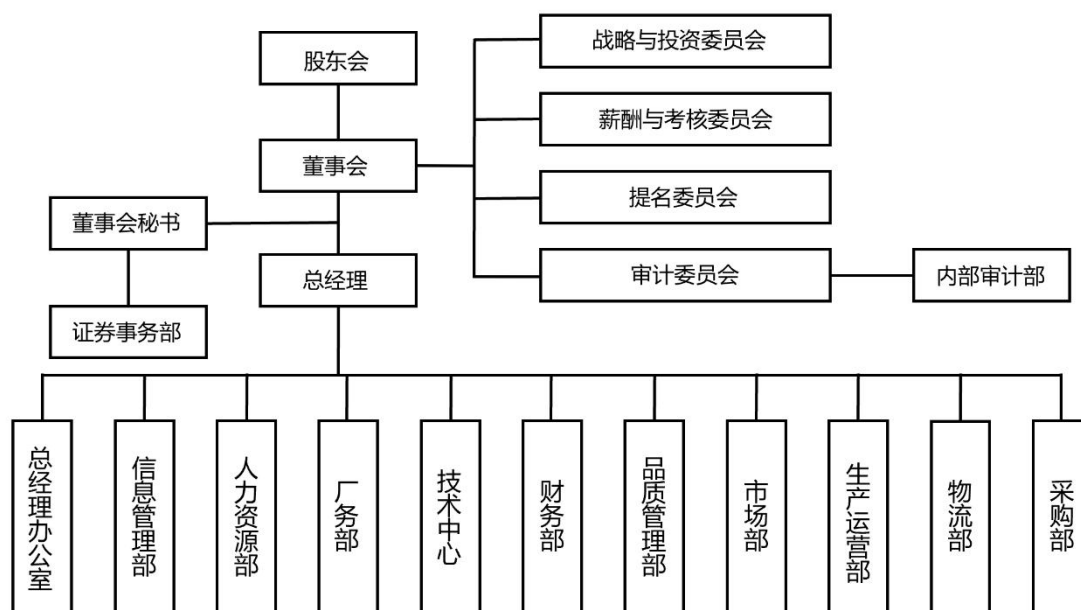 股东会
董事会
董事会秘书
总经理
证券事务部
战略与投资委员会
薪酬与考核委员会
提名委员会
审计委员会
内部审计部
总经理办公室
信息管理部
人力资源部
厂务部
技术中心
财务部
品质管理部
市场部
生产运营部
物流部
采购部